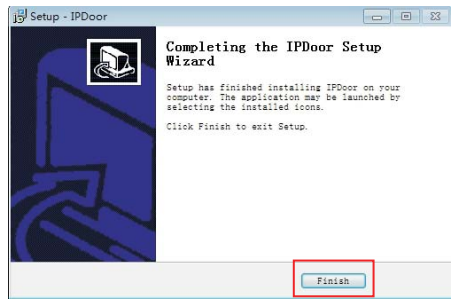 Setup - IPDoor
Completing the IPDoor Setup
Wizard
Setup has finished installing IPDoor on your
computer. The application may be launched by
selecting the installed icons.
Click Finish to exit Setup.
Finish